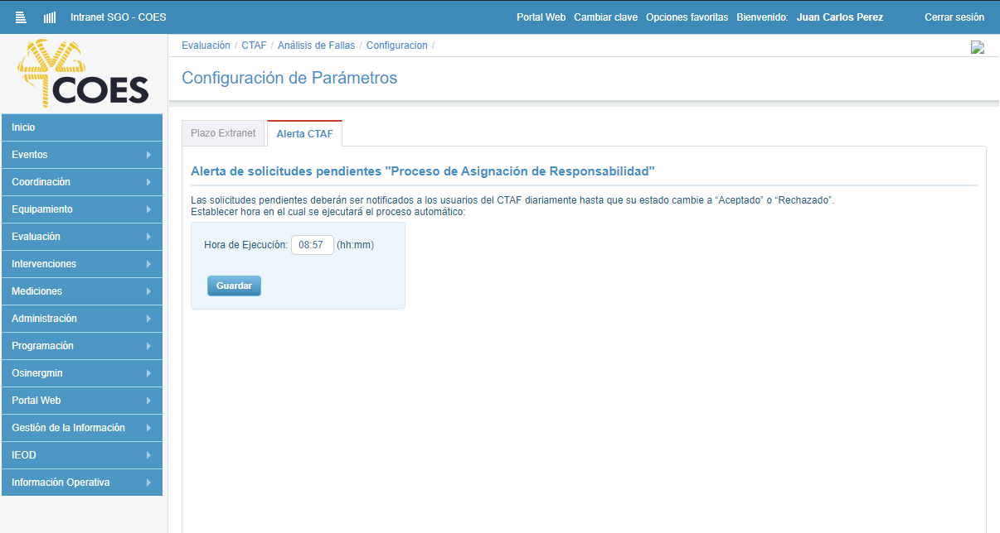 Intranet SGO - COES
Portal Web Cambiar clave Opciones favoritas Bienvenido: Juan Carlos Perez Cerrar sesión
COES
Evaluación / CTAF / Análisis de Fallas / Configuracion /
Configuración de Parámetros
Inicio
Eventos
Coordinación
Equipamiento
Evaluación
Intervenciones
Mediciones
Administración
Programación
Osinergmin
Portal Web
Gestión de la Información
IEOD
Información Operativa
Plazo Extranet
Alerta CTAF
Alerta de solicitudes pendientes "Proceso de Asignación de Responsabilidad"
Las solicitudes pendientes deberán ser notificados a los usuarios del CTAF diariamente hasta que su estado cambie a “Aceptado” o “Rechazado”.
Establecer hora en el cual se ejecutará el proceso automático:
Hora de Ejecución: 08:57 (hh:mm)
Guardar